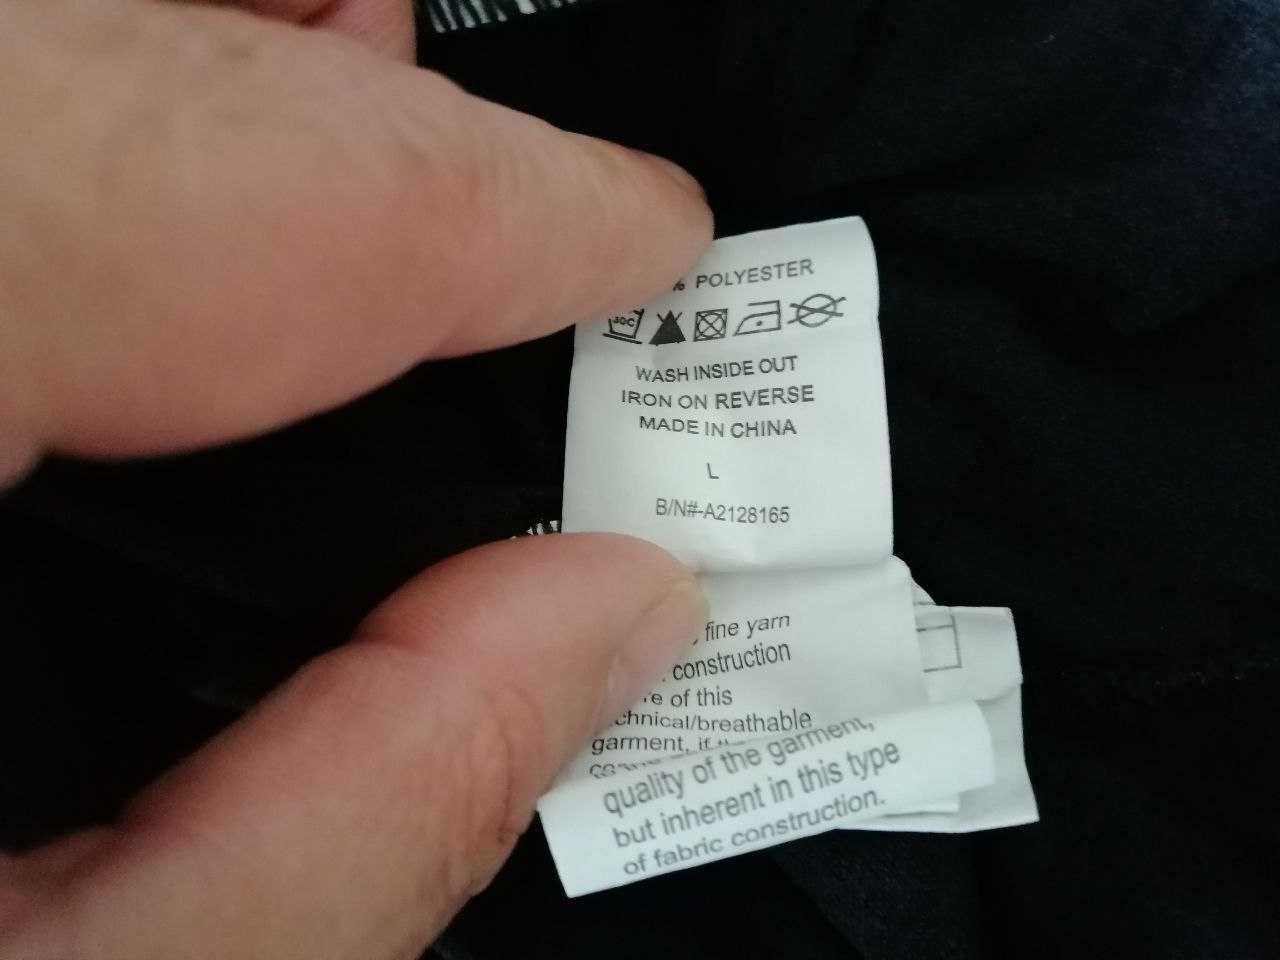 % POLYESTER
30C
WASH INSIDE OUT
IRON ON REVERSE
MADE IN CHINA
L
B/N#-A2128165
, fine yarn
construction
of this
technical/breathable
garment, if
quality of the garment,
but inherent in this type
of fabric construction.